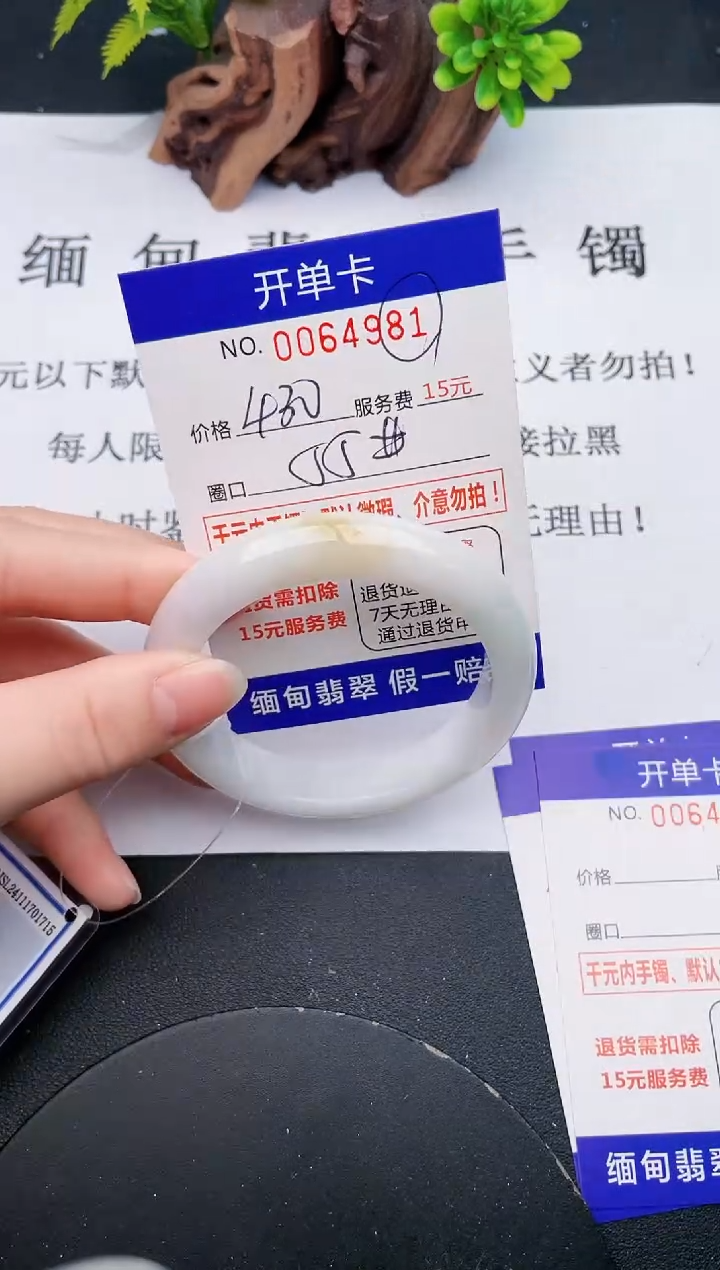 缅甸翡 手镯
元以下默 义者勿拍！
每人限 接拉黑
无理由！
开单卡
NO. 0064981
价格 430 服务费 15元
圈口 55#
千元内手镯、默认微瑕、介意勿拍！
退货需扣除
15元服务费
退货
7天无理
通过退货
缅甸翡翠 假一赔
24111701715
开单卡
NO. 0064
价格
圈口
千元内手镯、默认
退货需扣除
15元服务费
缅甸翡翠